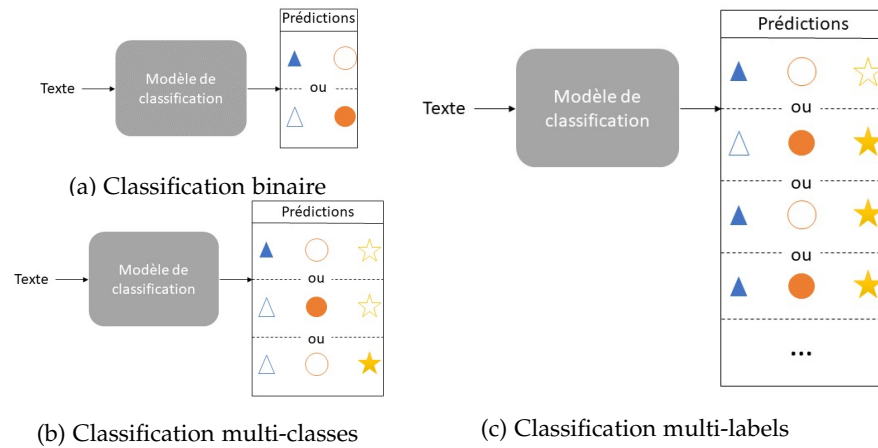 Prédictions
Texte
Modèle de
classification
ou
(a) Classification binaire
Prédictions
Texte
Modèle de
classification
ou
ou
(b) Classification multi-classes
Prédictions
Texte
Modèle de
classification
ou
ou
ou
...
(c) Classification multi-labels